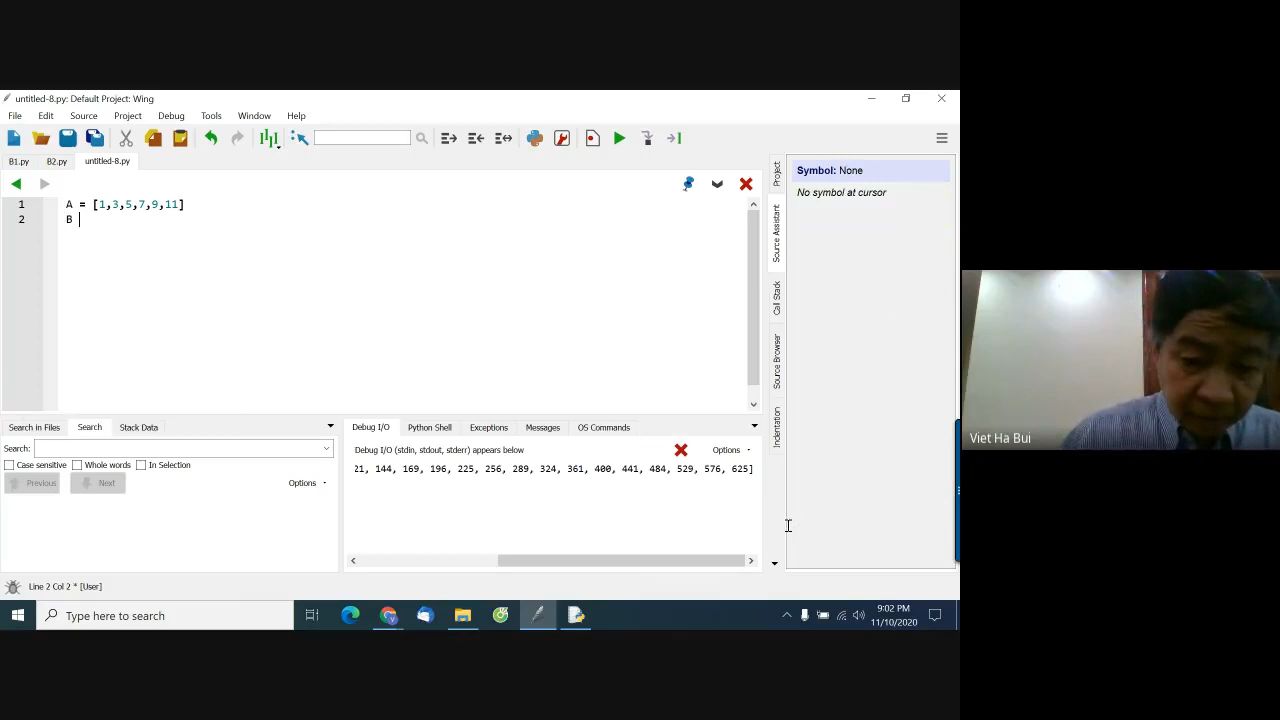 untitled-8.py: Default Project: Wing
File Edit Source Project Debug Tools Window Help
B1.py B2.py untitled-8.py
1 A = [1,3,5,7,9,11]
2 B
Project
Source Assistant
Call Stack
Source Browser
Indentation
Symbol: None
No symbol at cursor
Viet Ha Bui
Search in Files Search Stack Data
Search:
Case sensitive Whole words In Selection
Previous Next Options
Debug I/O Python Shell Exceptions Messages OS Commands
Debug I/O (stdin, stdout, stderr) appears below Options
21, 144, 169, 196, 225, 256, 289, 324, 361, 400, 441, 484, 529, 576, 625]
Line 2 Col 2 * [User]
Type here to search
9:02 PM
11/10/2020